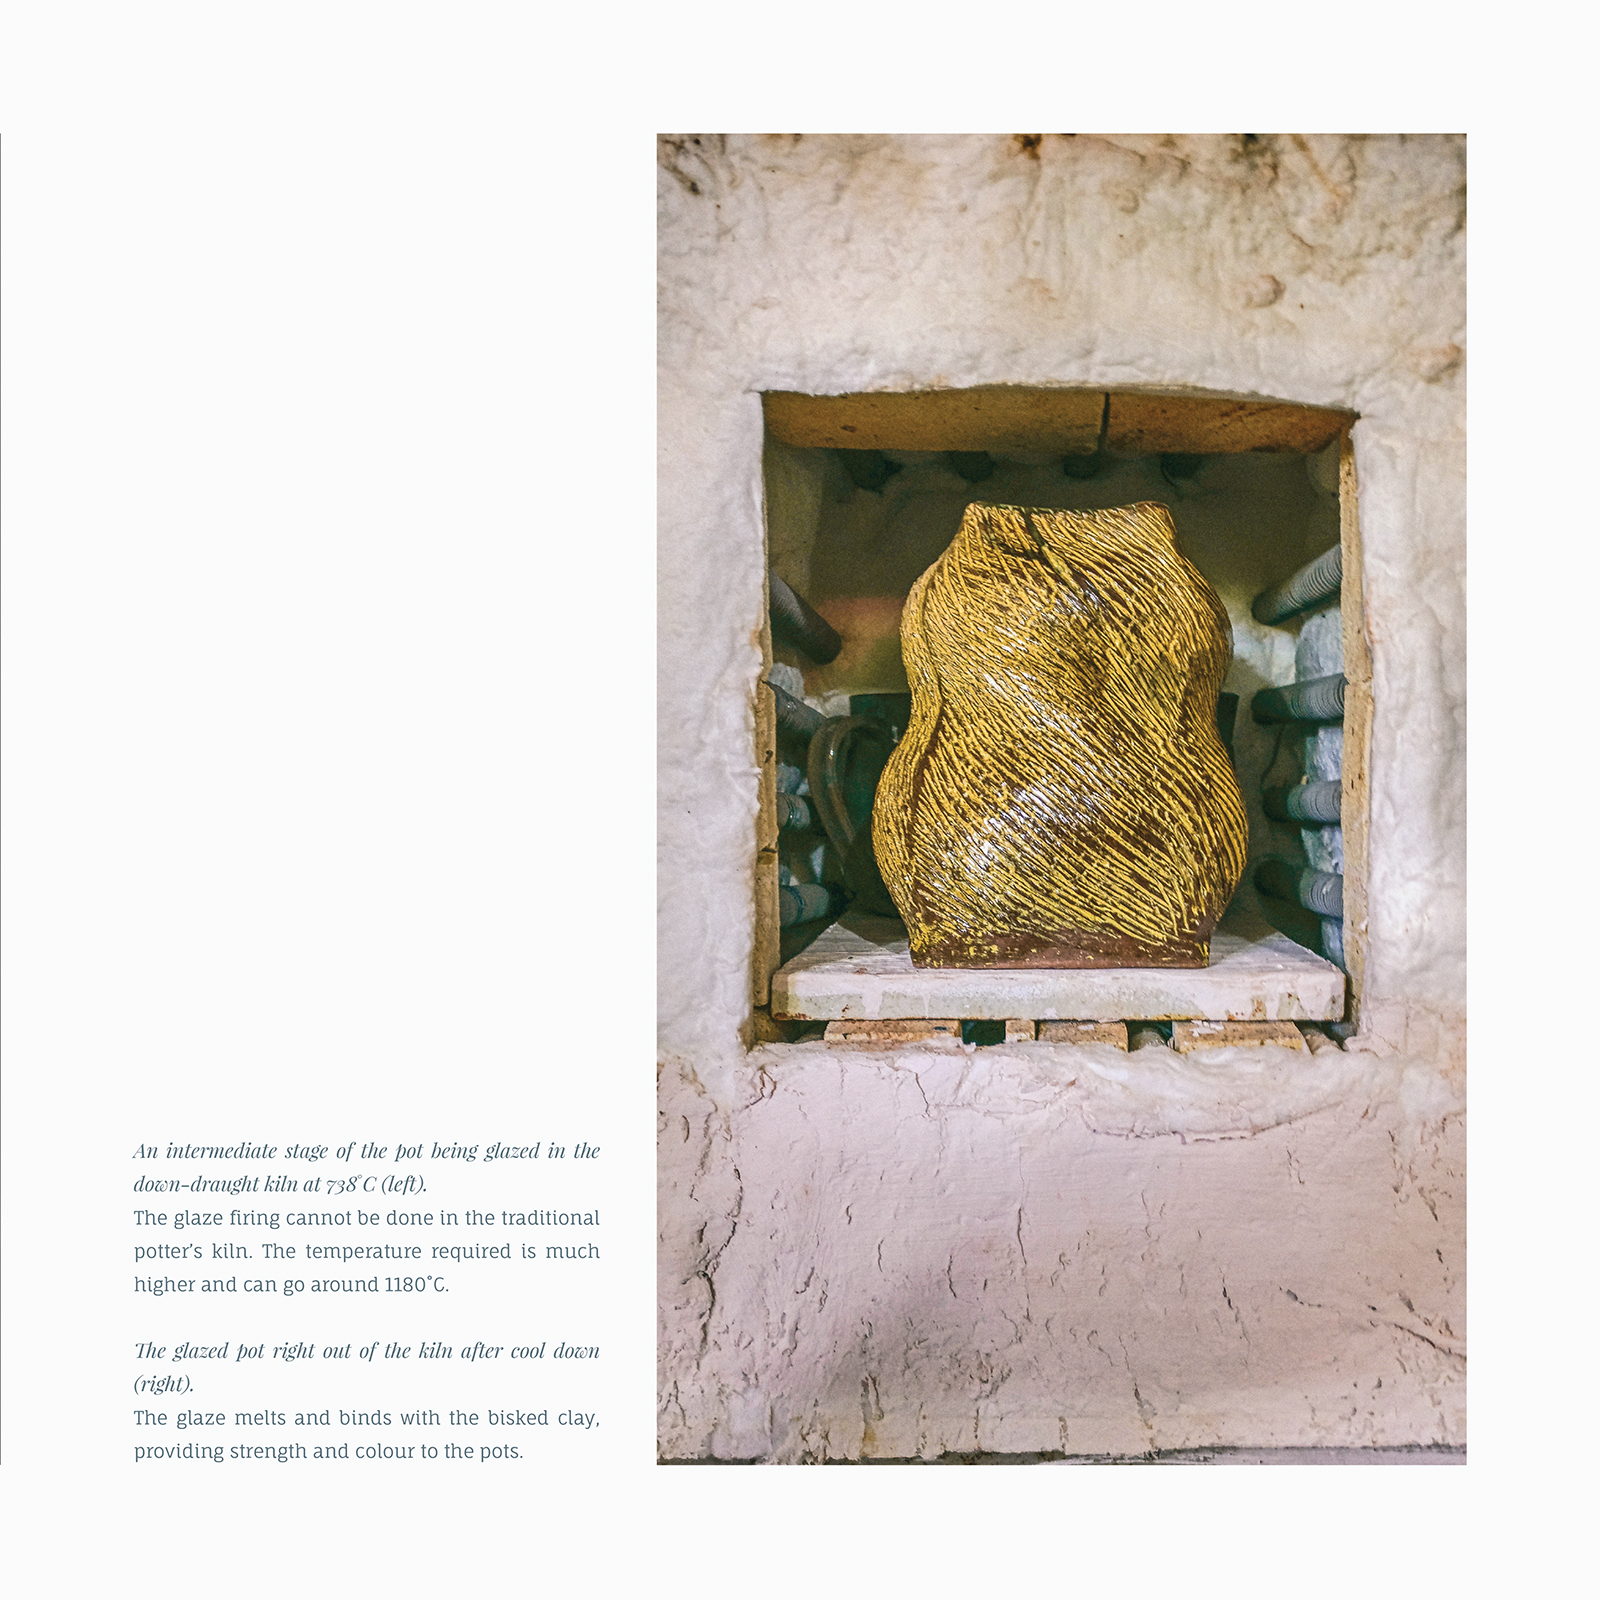 An intermediate stage of the pot being glazed in the
down-draught kiln at 738°C (left).
The glaze firing cannot be done in the traditional
potter's kiln. The temperature required is much
higher and can go around 1180°C.
The glazed pot right out of the kiln after cool down
(right).
The glaze melts and binds with the bisked clay,
providing strength and colour to the pots.